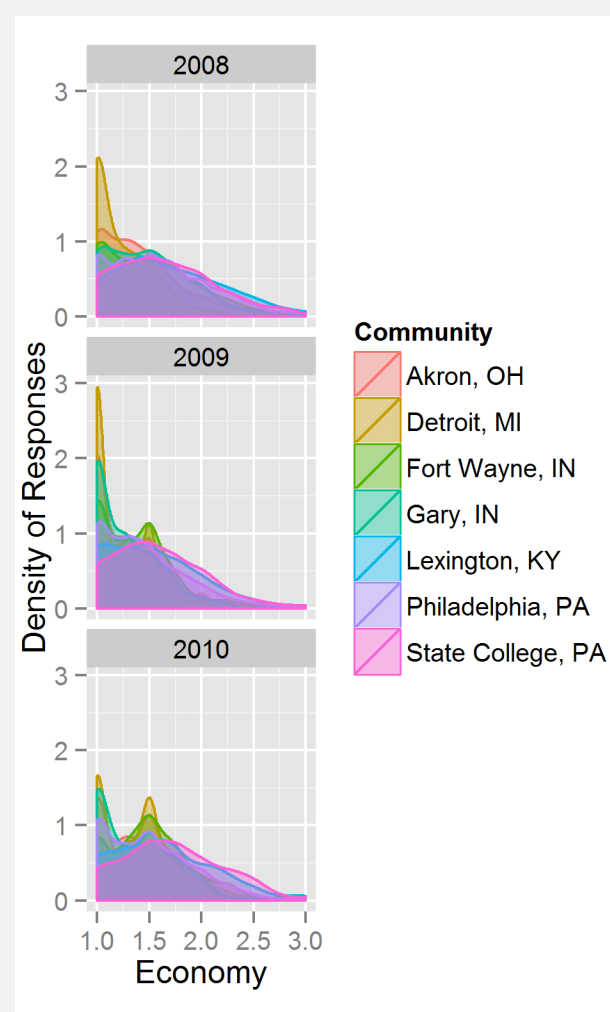 2008
3
2
1
0
2009
3
2
1
0
2010
3
2
1
0
1.0 1.5 2.0 2.5 3.0
Economy
Density of Responses
Community
Akron, OH
Detroit, MI
Fort Wayne, IN
Gary, IN
Lexington, KY
Philadelphia, PA
State College, PA